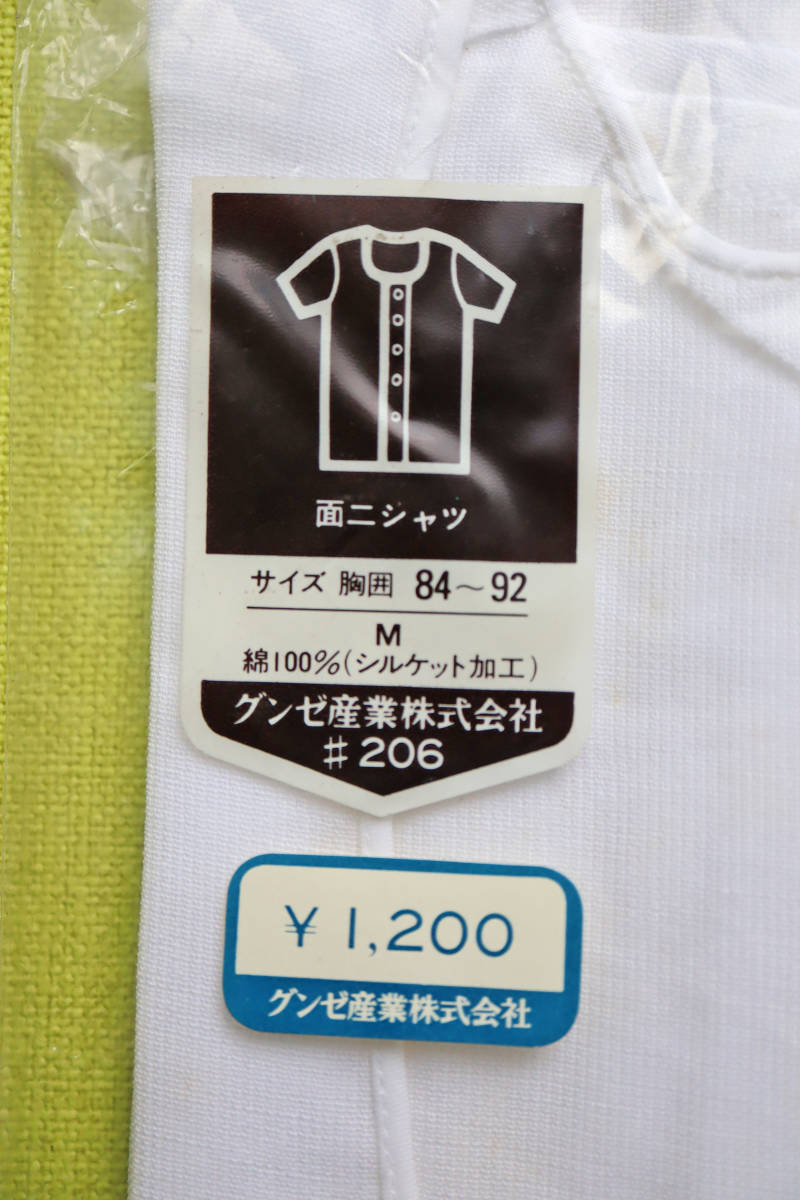 面二シャツ
サイズ 胸囲 84〜92
M
綿100%(シルケット加工)
グンゼ産業株式会社
#206
¥1,200
グンゼ産業株式会社